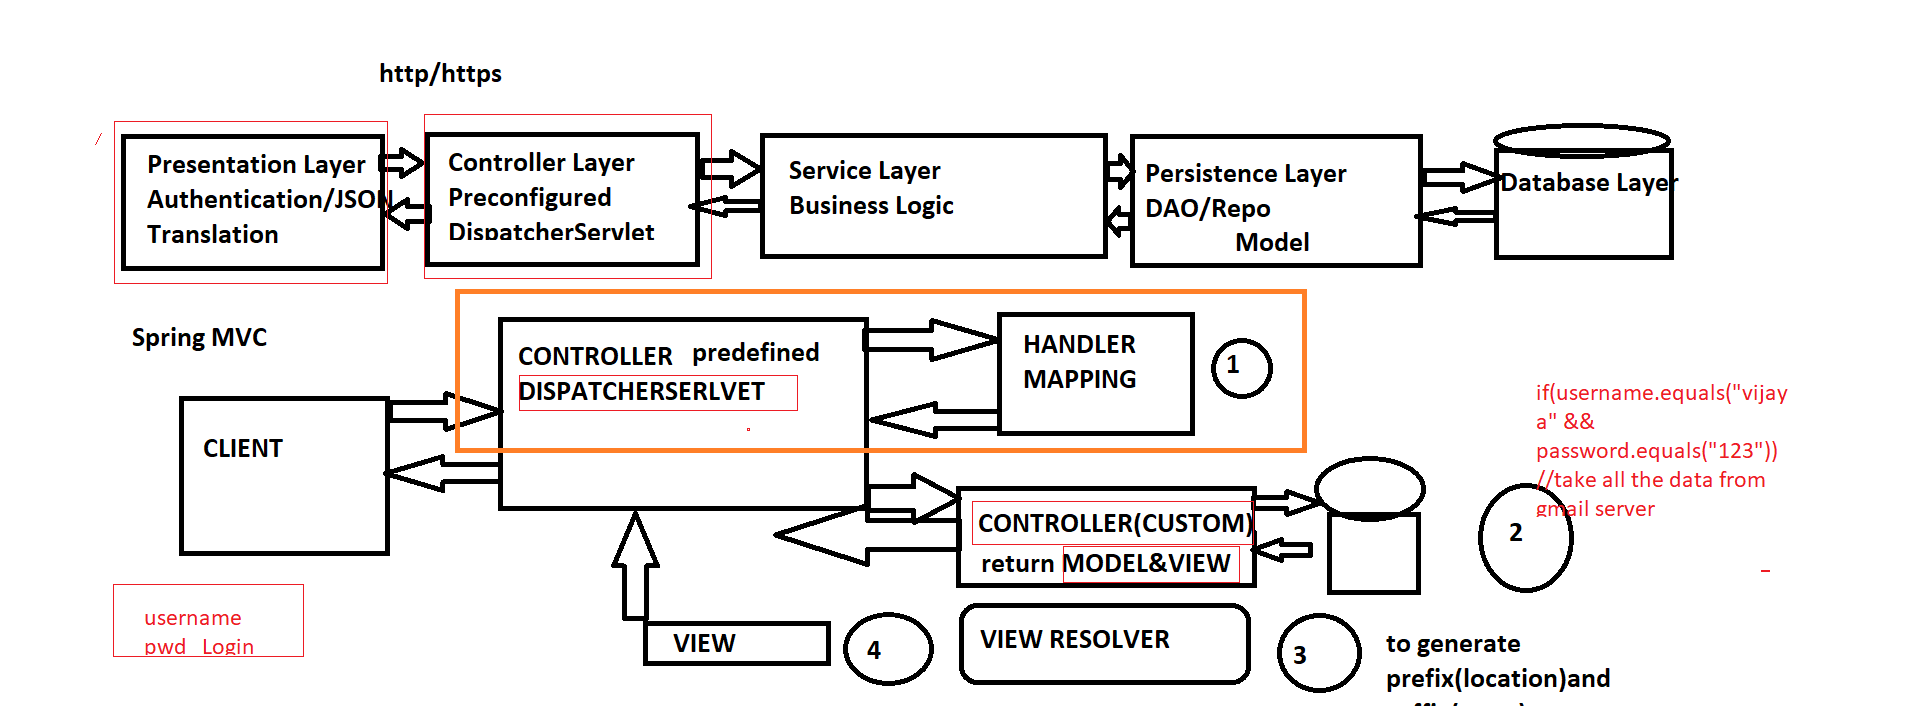 http/https
Presentation Layer
Authentication/JSON
Translation
Controller Layer
Preconfigured
DispatcherServlet
Service Layer
Business Logic
Persistence Layer
DAO/Repo
Model
Database Layer
Spring MVC
CLIENT
CONTROLLER predefined
DISPATCHERSERLVET
HANDLER
MAPPING
1
if(username.equals("vijay
a" &&
password.equals("123"))
//take all the data from
gmail server
2
CONTROLLER(CUSTOM)
return MODEL&VIEW
username
pwd Login
VIEW
4
VIEW RESOLVER
3
to generate
prefix(location)and